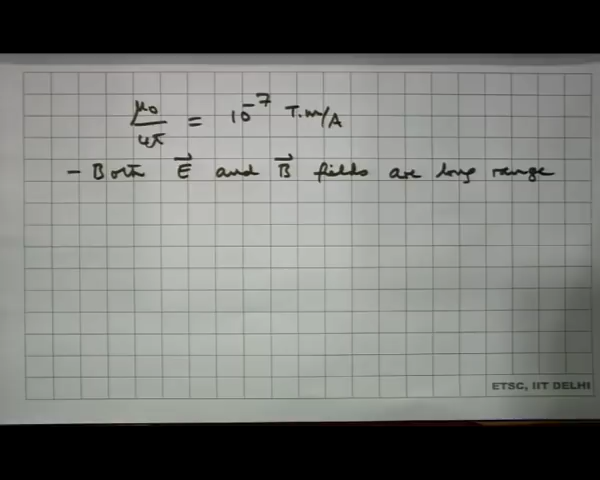 μ₀/4π = 10⁻⁷ T.m/A
- Both E⃗ and B⃗ fields are long range
ETSC, IIT DELHI